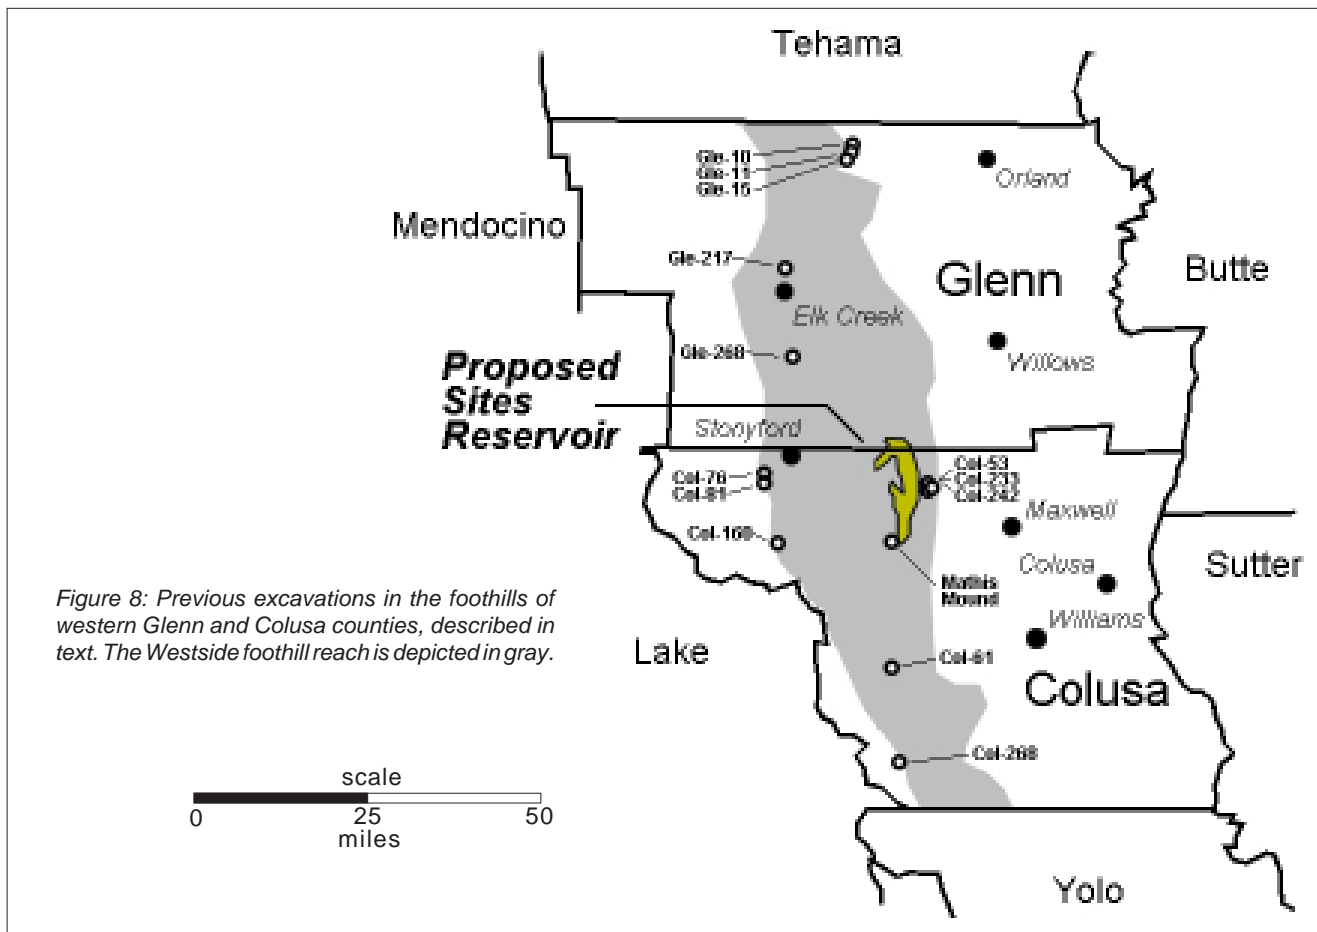 Tehama
Gle-10
Gle-11
Gle-15
Orland
Mendocino
Gle-217
Glenn
Butte
Elk Creek
Gle-268
Willows
Proposed
Sites
Reservoir
Stonyford
Col-76
Col-81
Col-53
Col-233
Col-242
Maxwell
Col-160
Colusa
Sutter
Mathis
Mound
Williams
Figure 8: Previous excavations in the foothills of
western Glenn and Colusa counties, described in
text. The Westside foothill reach is depicted in gray.
Lake
Col-61
Colusa
Col-268
scale
0
25
50
miles
Yolo